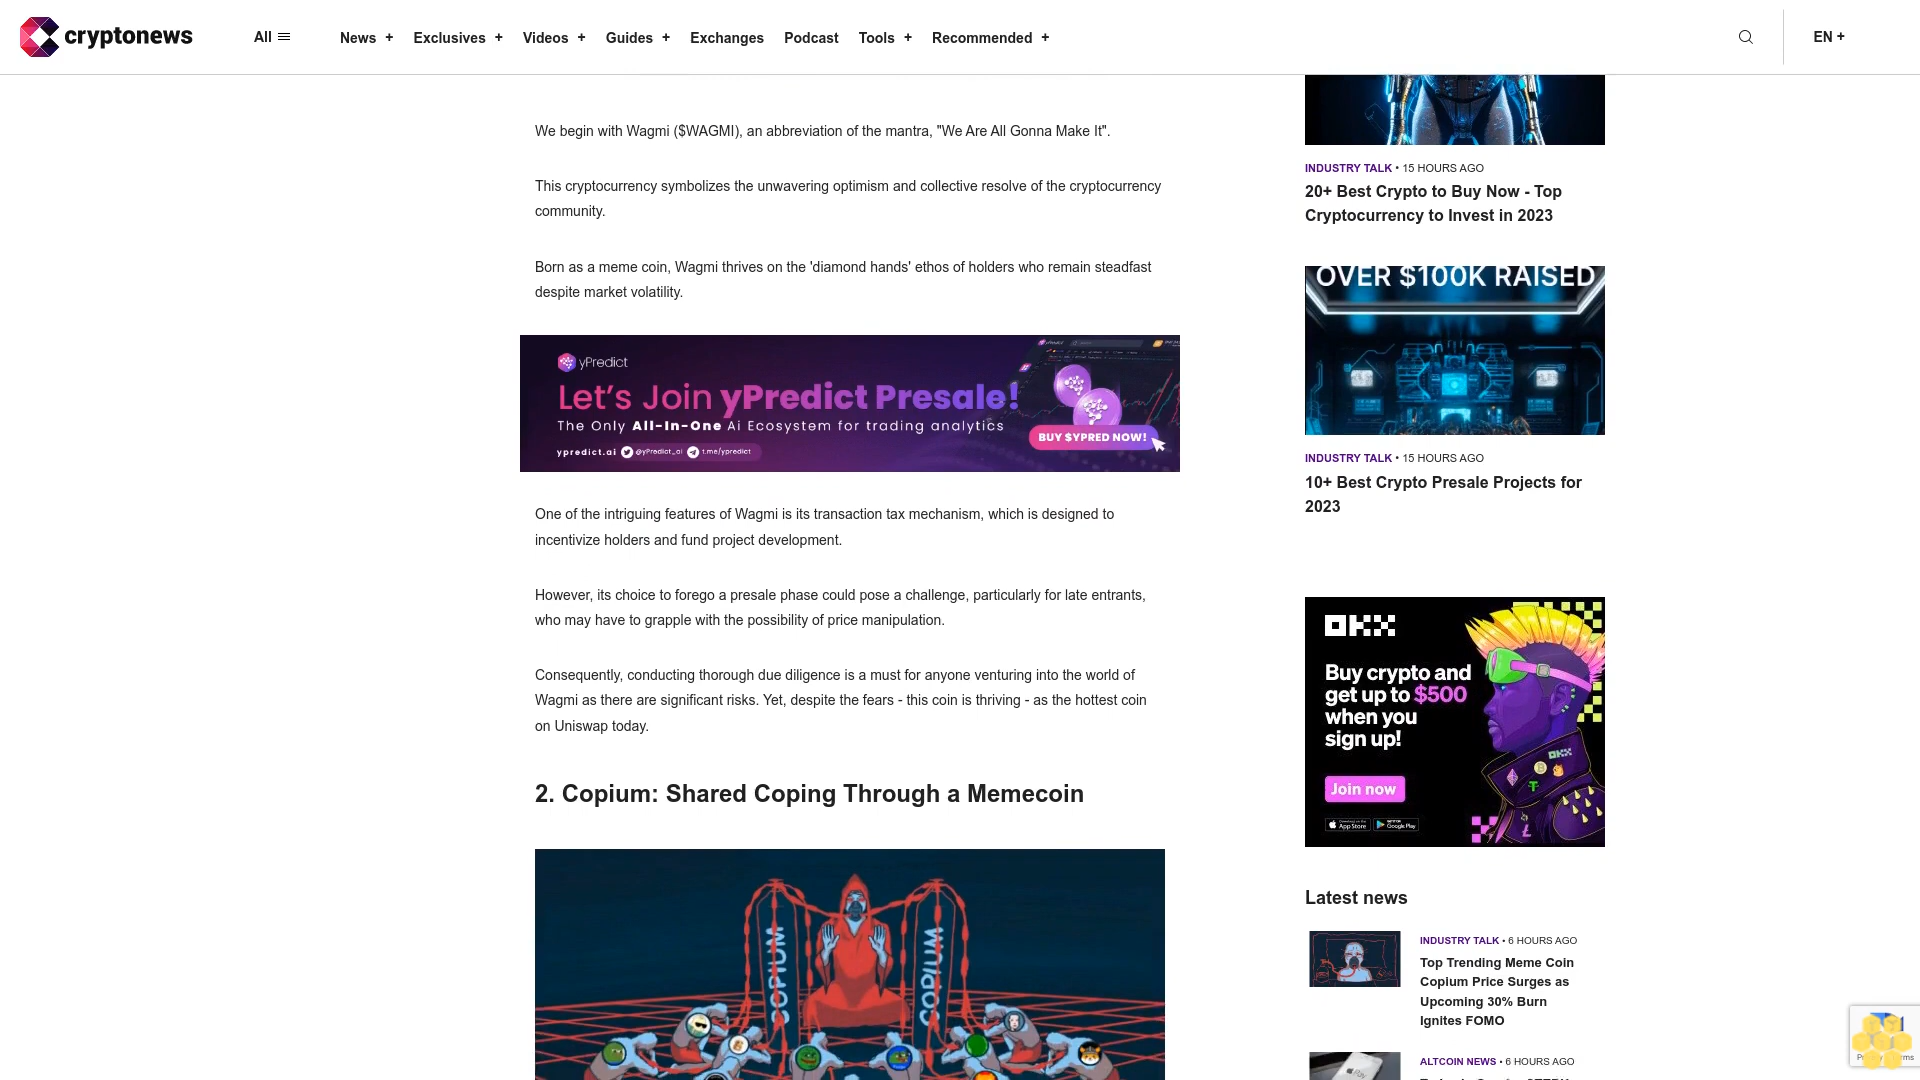 cryptonews
All
News +
Exclusives +
Videos +
Guides +
Exchanges
Podcast
Tools +
Recommended +
EN +
We begin with Wagmi ($WAGMI), an abbreviation of the mantra, "We Are All Gonna Make It".
This cryptocurrency symbolizes the unwavering optimism and collective resolve of the cryptocurrency
community.
Born as a meme coin, Wagmi thrives on the 'diamond hands' ethos of holders who remain steadfast
despite market volatility.
yPredict
Let's Join yPredict Presale!
The Only All-In-One Ai Ecosystem for trading analytics
BUY $YPRED NOW!
ypredict.ai @yPredict_ai t.me/ypredict
One of the intriguing features of Wagmi is its transaction tax mechanism, which is designed to
incentivize holders and fund project development.
However, its choice to forego a presale phase could pose a challenge, particularly for late entrants,
who may have to grapple with the possibility of price manipulation.
Consequently, conducting thorough due diligence is a must for anyone venturing into the world of
Wagmi as there are significant risks. Yet, despite the fears - this coin is thriving - as the hottest coin
on Uniswap today.
2. Copium: Shared Coping Through a Memecoin
COPIUM
COPIUM
INDUSTRY TALK • 15 HOURS AGO
20+ Best Crypto to Buy Now - Top
Cryptocurrency to Invest in 2023
OVER $100K RAISED
INDUSTRY TALK • 15 HOURS AGO
10+ Best Crypto Presale Projects for
2023
OKX
Buy crypto and
get up to $500
when you
sign up!
OKX
Join now
App Store
Google Play
Latest news
INDUSTRY TALK • 6 HOURS AGO
Top Trending Meme Coin
Copium Price Surges as
Upcoming 30% Burn
Ignites FOMO
ALTCOIN NEWS • 6 HOURS AGO